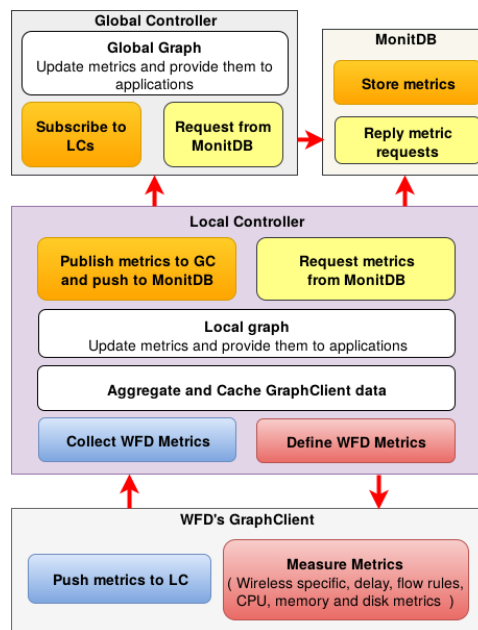 Global Controller
Global Graph
Update metrics and provide them to
applications
Subscribe to
LCs
Request from
MonitDB
MonitDB
Store metrics
Reply metric
requests
Local Controller
Publish metrics to GC
and push to MonitDB
Request metrics
from MonitDB
Local graph
Update metrics and provide them to applications
Aggregate and Cache GraphClient data
Collect WFD Metrics
Define WFD Metrics
WFD's GraphClient
Push metrics to LC
Measure Metrics
( Wireless specific, delay, flow rules,
CPU, memory and disk metrics )